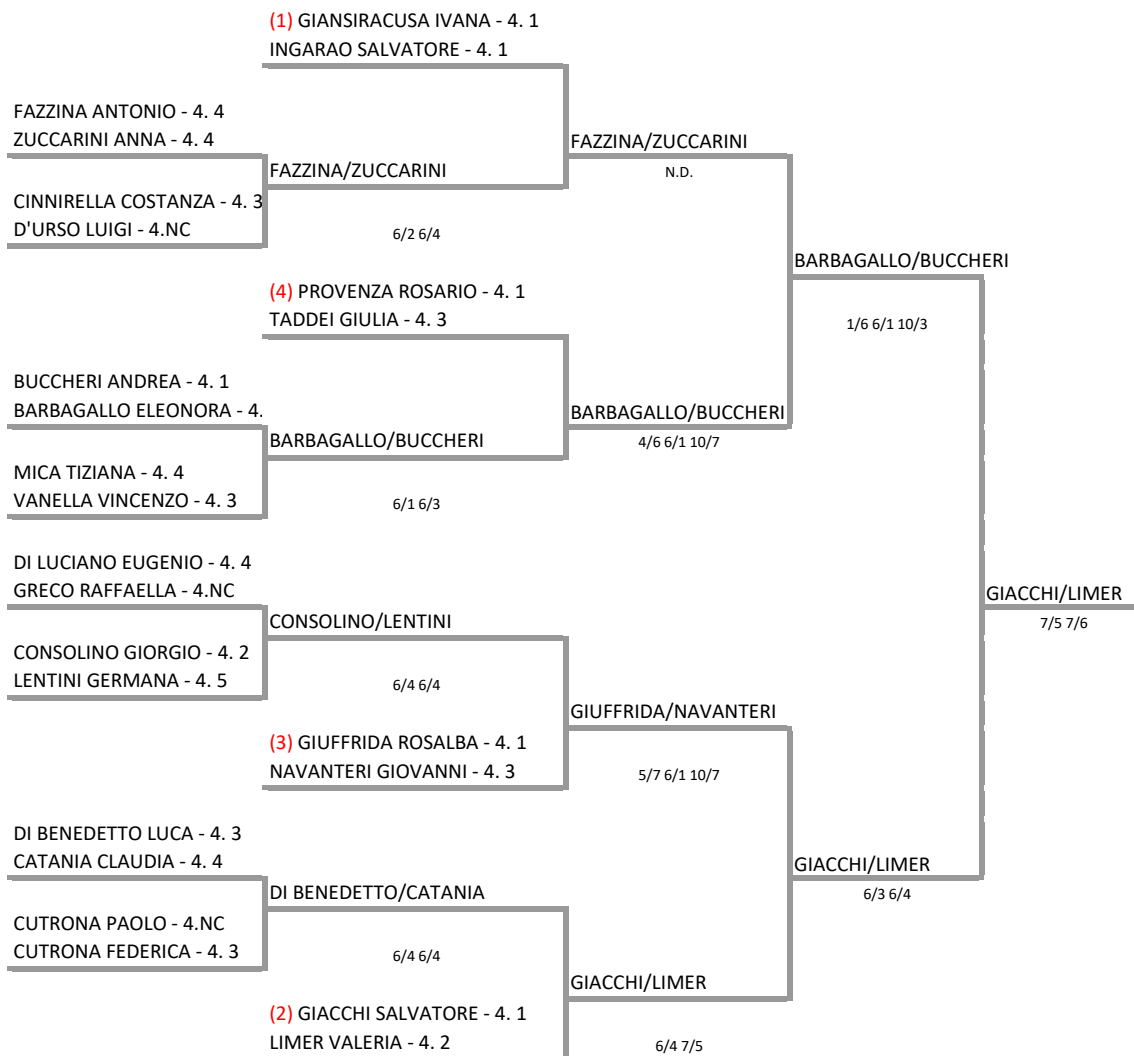 (1) GIANSIRACUSA IVANA - 4. 1
INGARAO SALVATORE - 4. 1
FAZZINA ANTONIO - 4. 4
ZUCCARINI ANNA - 4. 4
FAZZINA/ZUCCARINI
N.D.
FAZZINA/ZUCCARINI
CINNIRELLA COSTANZA - 4. 3
D'URSO LUIGI - 4.NC
6/2 6/4
BARBAGALLO/BUCCHERI
1/6 6/1 10/3
(4) PROVENZA ROSARIO - 4. 1
TADDEI GIULIA - 4. 3
BUCCHERI ANDREA - 4. 1
BARBAGALLO ELEONORA - 4.
BARBAGALLO/BUCCHERI
4/6 6/1 10/7
BARBAGALLO/BUCCHERI
MICA TIZIANA - 4. 4
VANELLA VINCENZO - 4. 3
6/1 6/3
DI LUCIANO EUGENIO - 4. 4
GRECO RAFFAELLA - 4.NC
GIACCHI/LIMER
7/5 7/6
CONSOLINO/LENTINI
CONSOLINO GIORGIO - 4. 2
LENTINI GERMANA - 4. 5
6/4 6/4
GIUFFRIDA/NAVANTERI
(3) GIUFFRIDA ROSALBA - 4. 1
NAVANTERI GIOVANNI - 4. 3
5/7 6/1 10/7
DI BENEDETTO LUCA - 4. 3
CATANIA CLAUDIA - 4. 4
GIACCHI/LIMER
6/3 6/4
DI BENEDETTO/CATANIA
CUTRONA PAOLO - 4.NC
CUTRONA FEDERICA - 4. 3
6/4 6/4
GIACCHI/LIMER
(2) GIACCHI SALVATORE - 4. 1
LIMER VALERIA - 4. 2
6/4 7/5